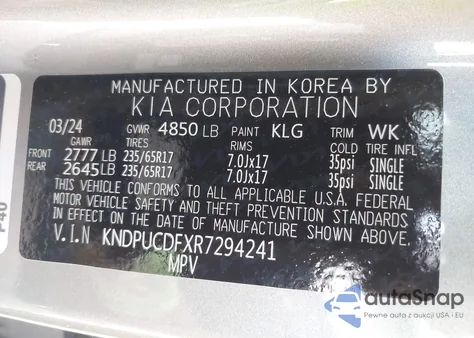 MANUFACTURED IN KOREA BY
KIA CORPORATION
03/24 GVWR 4850 LB PAINT KLG TRIM WK
GAWR TIRES RIMS COLD TIRE INFL
FRONT 2777 LB 235/65R17 7.0Jx17 35psi SINGLE
REAR 2645 LB 235/65R17 7.0Jx17 35psi SINGLE
THIS VEHICLE CONFORMS TO ALL APPLICABLE U.S.A. FEDERAL
MOTOR VEHICLE SAFETY AND THEFT PREVENTION STANDARDS
IN EFFECT ON THE DATE OF MANUFACTURE SHOWN ABOVE.
V.I.N KNDPUCDFXR7294241
MPV
P40
autoSnap
Pewne auta z aukcji USA i EU